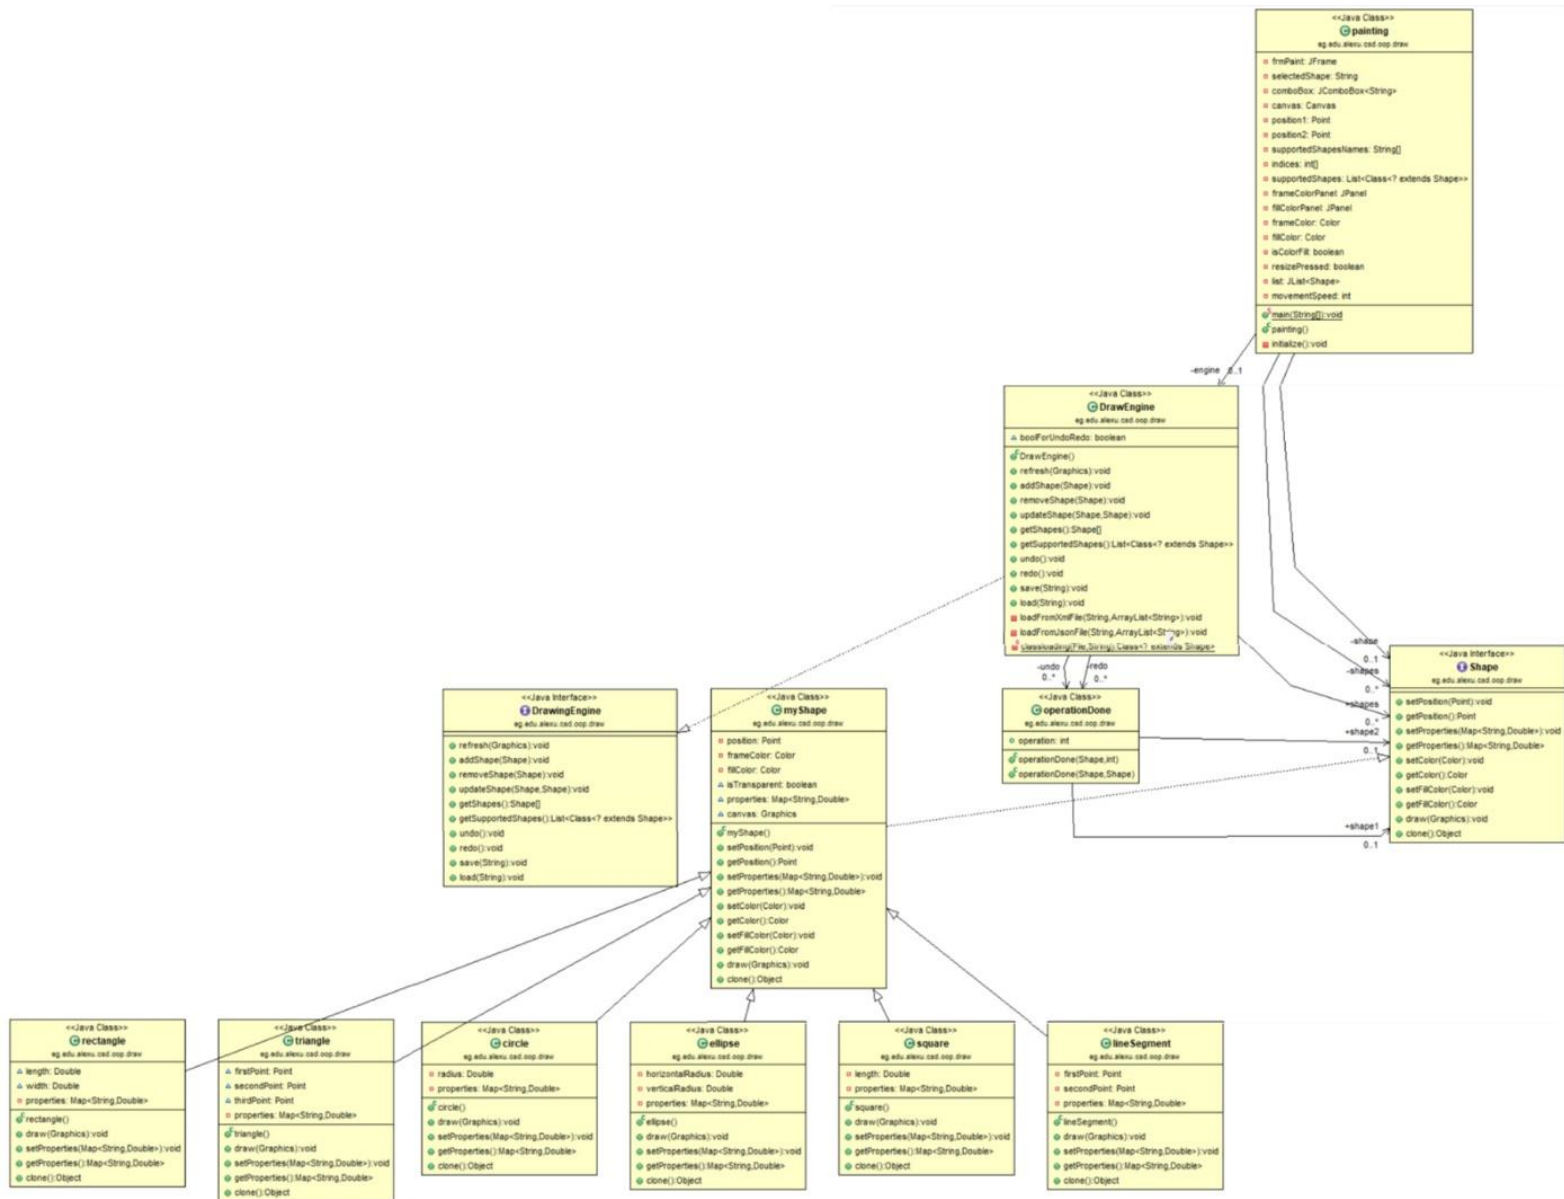 <<Java Class>>
painting
eg.edu.alexu.csd.oop.draw
frmPaint: JFrame
selectedShape: String
comboBox: JComboBox<String>
canvas: Canvas
position1: Point
position2: Point
supportedShapesNames: String[]
indices: int[]
supportedShapes: List<Class<? extends Shape>>
frameColorPanel: JPanel
fillColorPanel: JPanel
frameColor: Color
fillColor: Color
isColorFill: boolean
resizePressed: boolean
list: JList<Shape>
movementSpeed: int
main(String[]):void
painting()
initialize():void
-engine 0..1
<<Java Class>>
DrawEngine
eg.edu.alexu.csd.oop.draw
boolForUndoRedo: boolean
DrawEngine()
refresh(Graphics):void
addShape(Shape):void
removeShape(Shape):void
updateShape(Shape,Shape):void
getShapes():Shape[]
getSupportedShapes():List<Class<? extends Shape>>
undo():void
redo():void
save(String):void
load(String):void
loadFromXmlFile(String,ArrayList<String>):void
loadFromJsonFile(String,ArrayList<String>):void
classloading(File,String):Class<? extends Shape>
-undo
0..*
-redo
0..*
-shape
0..1
-shapes
0..*
+shapes
0..*
+shape2
0..1
+shape1
0..1
<<Java Interface>>
Shape
eg.edu.alexu.csd.oop.draw
setPosition(Point):void
getPosition():Point
setProperties(Map<String,Double>):void
getProperties():Map<String,Double>
setColor(Color):void
getColor():Color
setFillColor(Color):void
getFillColor():Color
draw(Graphics):void
clone():Object
<<Java Interface>>
DrawingEngine
eg.edu.alexu.csd.oop.draw
refresh(Graphics):void
addShape(Shape):void
removeShape(Shape):void
updateShape(Shape,Shape):void
getShapes():Shape[]
getSupportedShapes():List<Class<? extends Shape>>
undo():void
redo():void
save(String):void
load(String):void
<<Java Class>>
myShape
eg.edu.alexu.csd.oop.draw
position: Point
frameColor: Color
fillColor: Color
isTransparent: boolean
properties: Map<String,Double>
canvas: Graphics
myShape()
setPosition(Point):void
getPosition():Point
setProperties(Map<String,Double>):void
getProperties():Map<String,Double>
setColor(Color):void
getColor():Color
setFillColor(Color):void
getFillColor():Color
draw(Graphics):void
clone():Object
<<Java Class>>
operationDone
eg.edu.alexu.csd.oop.draw
operation: int
operationDone(Shape,int)
operationDone(Shape,Shape)
<<Java Class>>
rectangle
eg.edu.alexu.csd.oop.draw
length: Double
width: Double
properties: Map<String,Double>
rectangle()
draw(Graphics):void
setProperties(Map<String,Double>):void
getProperties():Map<String,Double>
clone():Object
<<Java Class>>
triangle
eg.edu.alexu.csd.oop.draw
firstPoint: Point
secondPoint: Point
thirdPoint: Point
properties: Map<String,Double>
triangle()
draw(Graphics):void
setProperties(Map<String,Double>):void
getProperties():Map<String,Double>
clone():Object
<<Java Class>>
circle
eg.edu.alexu.csd.oop.draw
radius: Double
properties: Map<String,Double>
circle()
draw(Graphics):void
setProperties(Map<String,Double>):void
getProperties():Map<String,Double>
clone():Object
<<Java Class>>
ellipse
eg.edu.alexu.csd.oop.draw
horizontalRadius: Double
verticalRadius: Double
properties: Map<String,Double>
ellipse()
draw(Graphics):void
setProperties(Map<String,Double>):void
getProperties():Map<String,Double>
clone():Object
<<Java Class>>
square
eg.edu.alexu.csd.oop.draw
length: Double
properties: Map<String,Double>
square()
draw(Graphics):void
setProperties(Map<String,Double>):void
getProperties():Map<String,Double>
clone():Object
<<Java Class>>
lineSegment
eg.edu.alexu.csd.oop.draw
firstPoint: Point
secondPoint: Point
properties: Map<String,Double>
lineSegment()
draw(Graphics):void
setProperties(Map<String,Double>):void
getProperties():Map<String,Double>
clone():Object